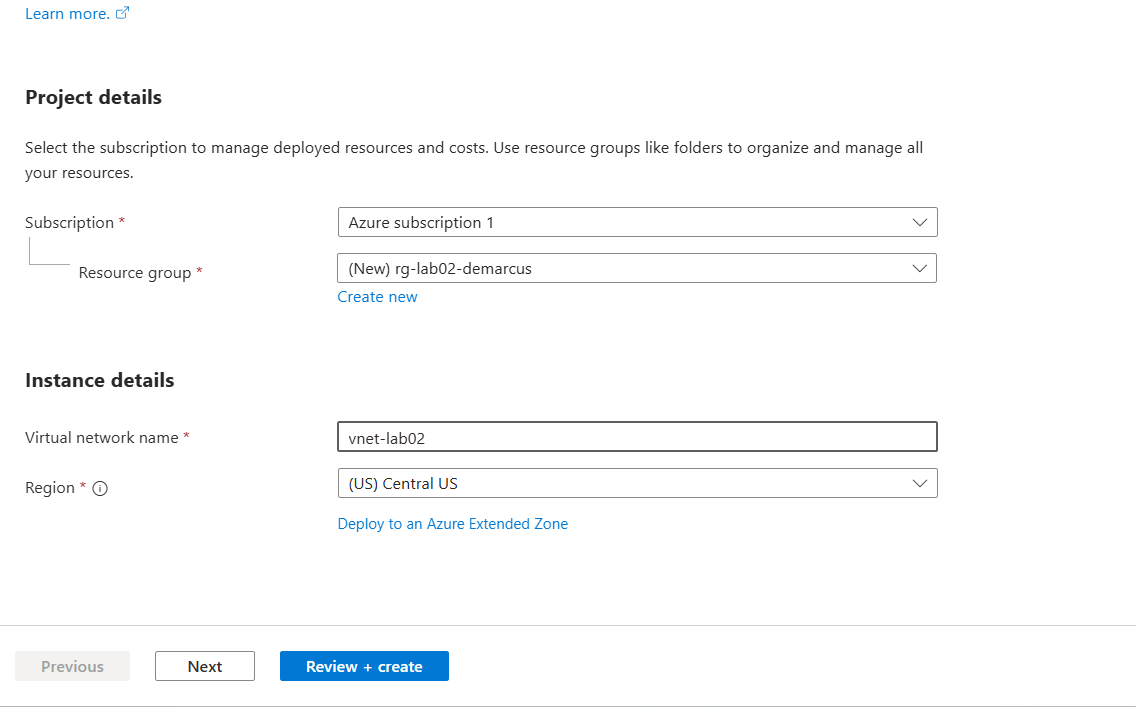 Learn more.
Project details
Select the subscription to manage deployed resources and costs. Use resource groups like folders to organize and manage all
your resources.
Subscription *
Azure subscription 1
Resource group *
(New) rg-lab02-demarcus
Create new
Instance details
Virtual network name *
vnet-lab02
Region *
(US) Central US
Deploy to an Azure Extended Zone
Previous
Next
Review + create